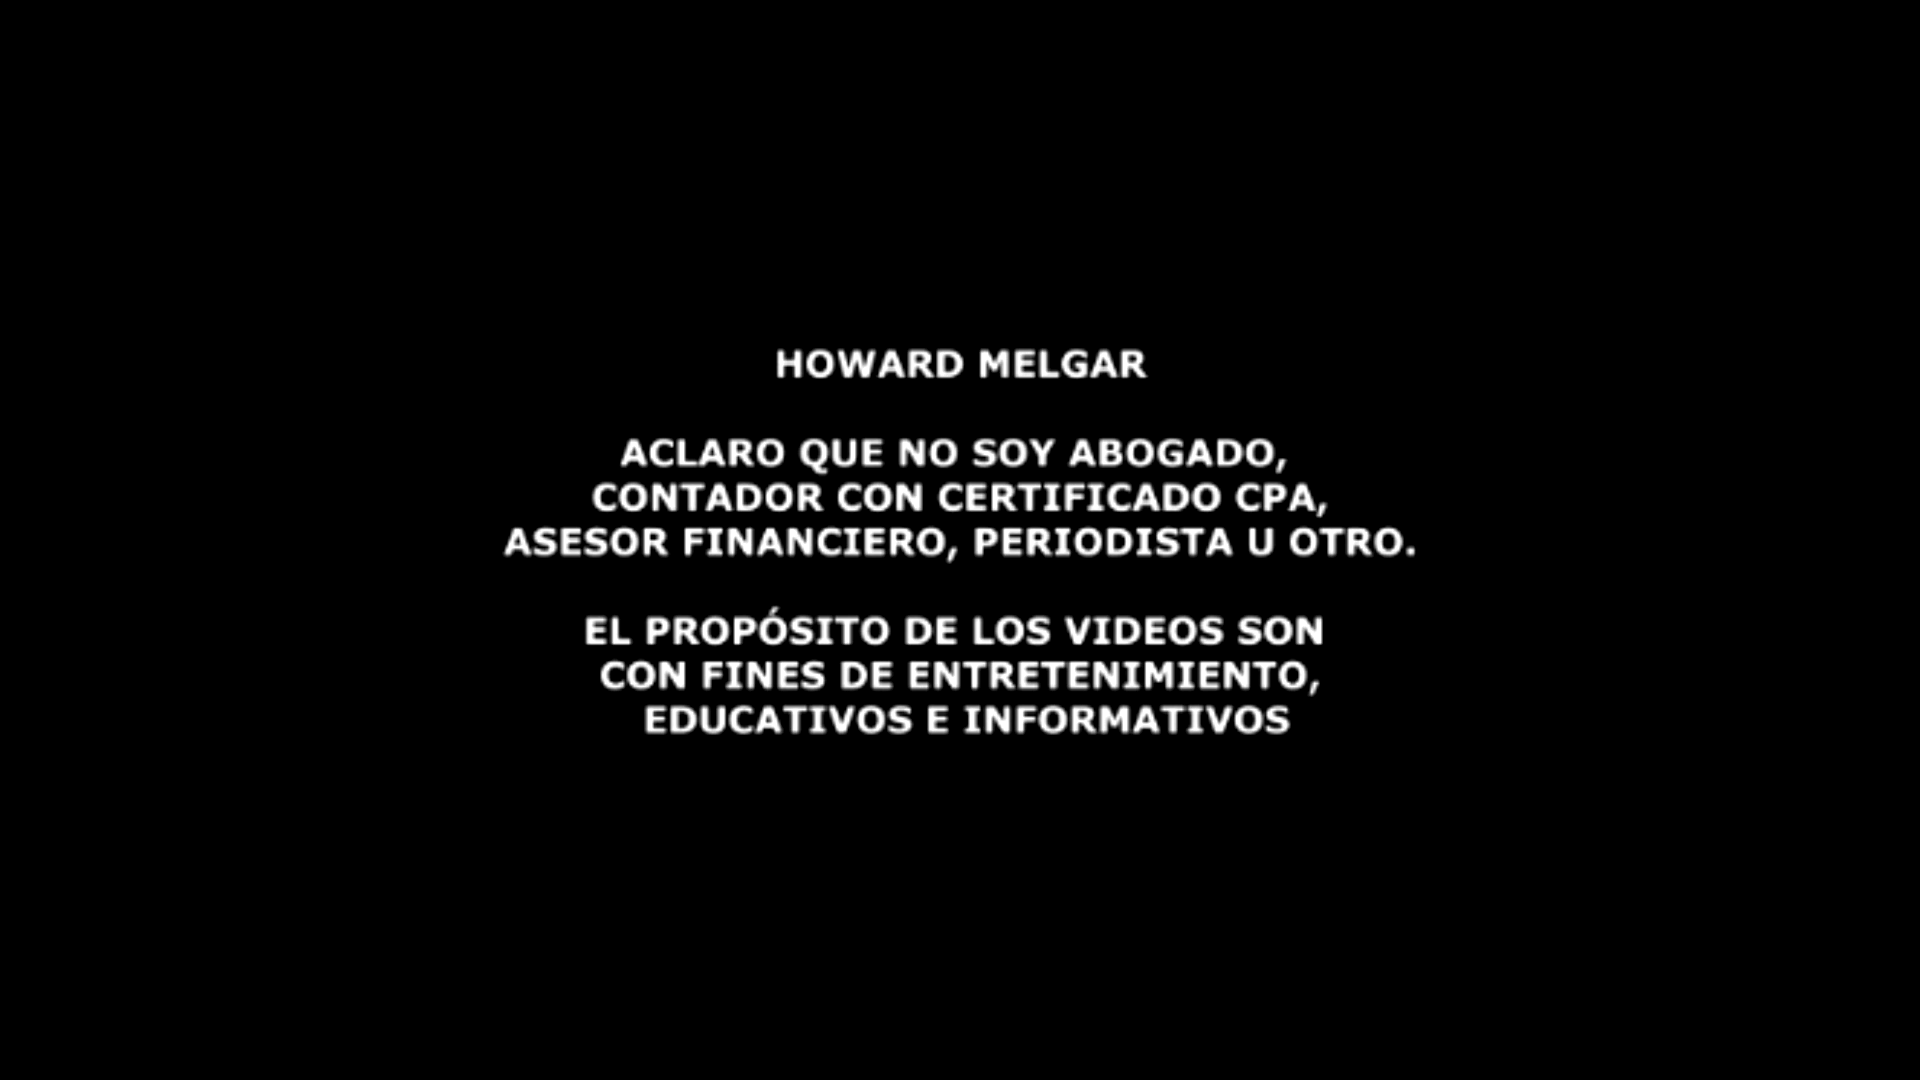 HOWARD MELGAR
ACLARO QUE NO SOY ABOGADO,
CONTADOR CON CERTIFICADO CPA,
ASESOR FINANCIERO, PERIODISTA U OTRO.
EL PROPÓSITO DE LOS VIDEOS SON
CON FINES DE ENTRETENIMIENTO,
EDUCATIVOS E INFORMATIVOS